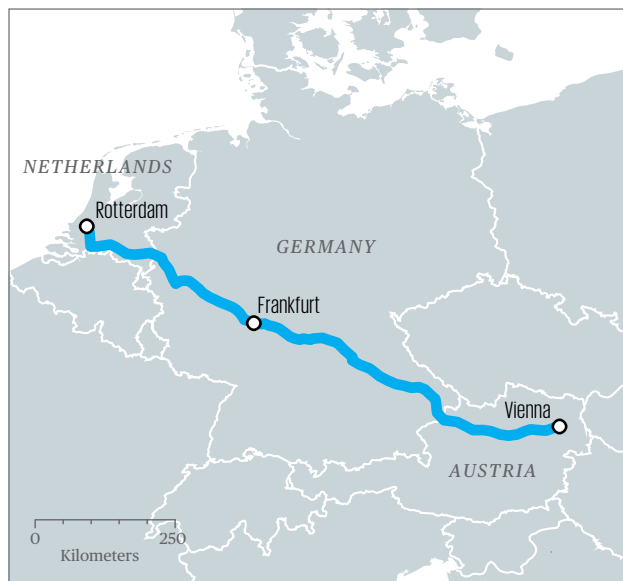 NETHERLANDS
Rotterdam
GERMANY
Frankfurt
Vienna
AUSTRIA
0 250
Kilometers